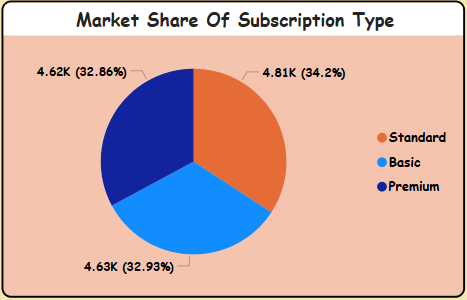 Market Share Of Subscription Type
4.62K (32.86%)
4.81K (34.2%)
Standard
Basic
Premium
4.63K (32.93%)